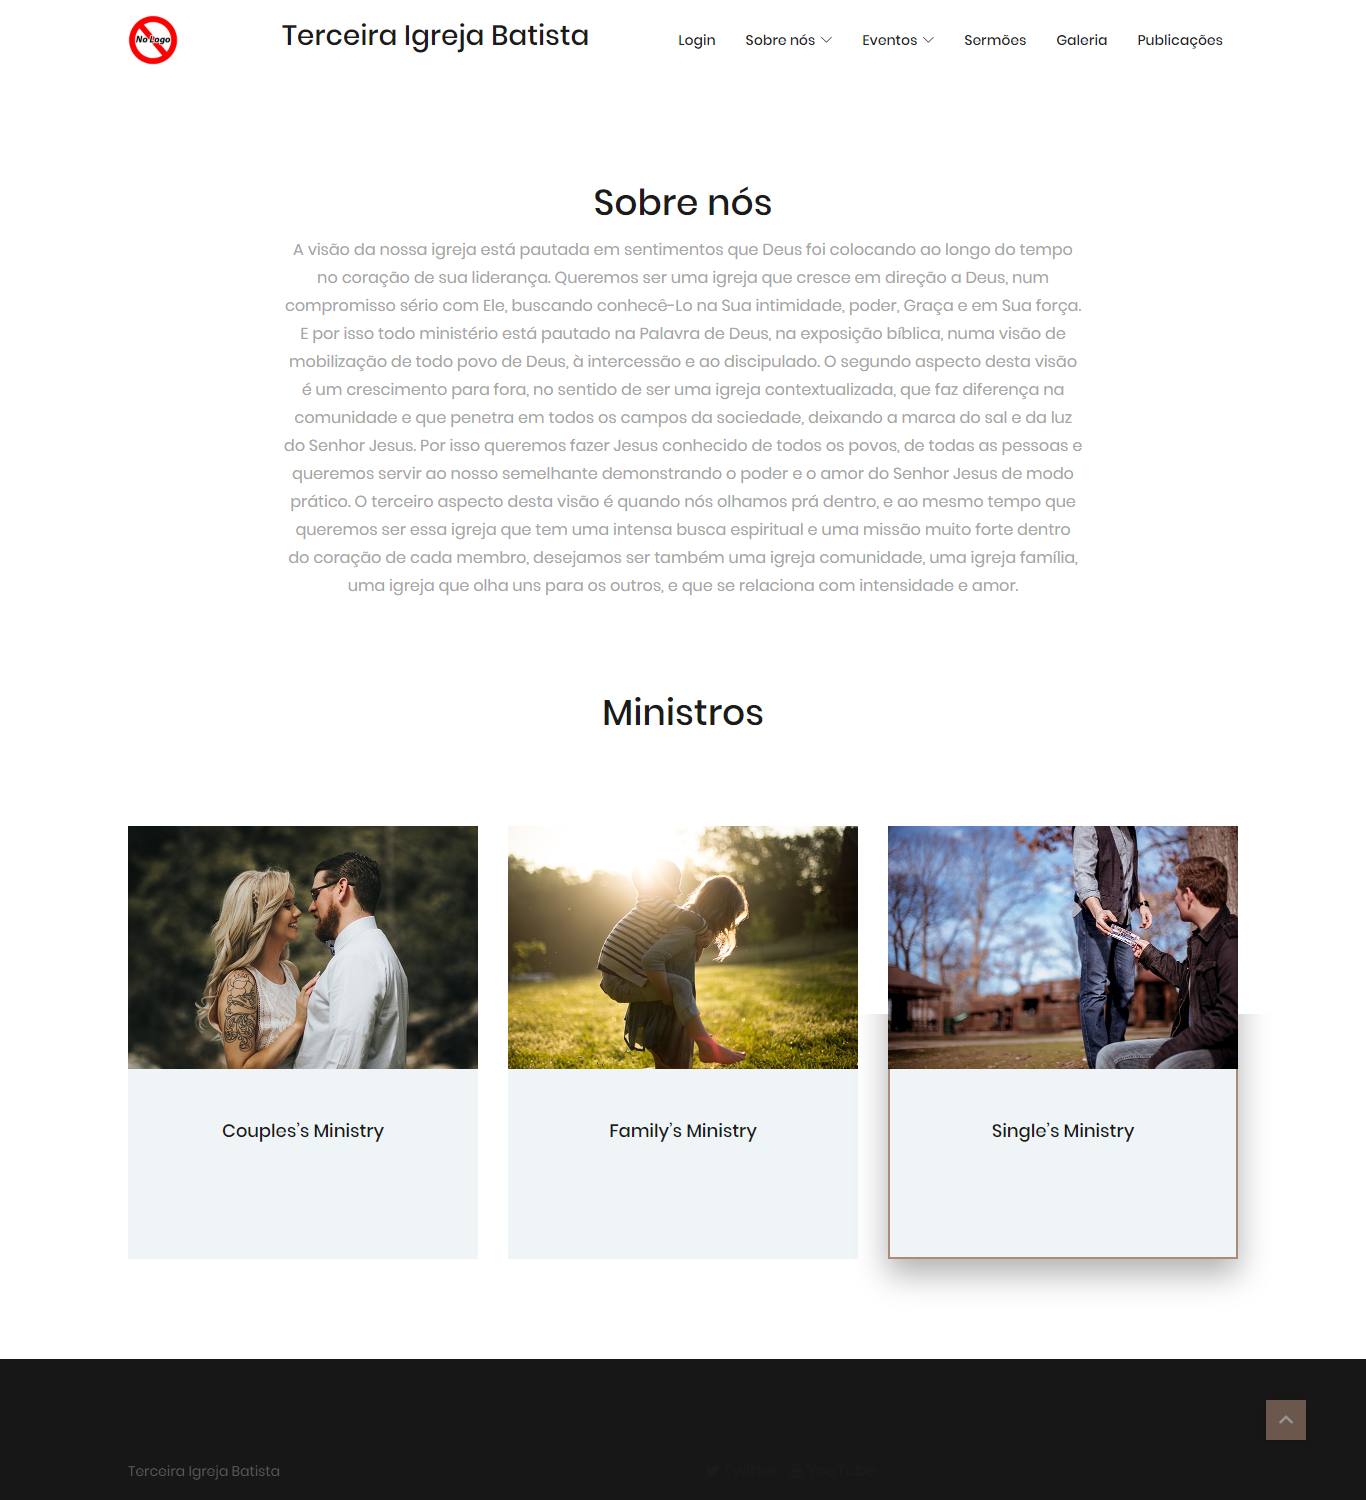 No Logo
Terceira Igreja Batista
Login Sobre nós Eventos Sermões Galeria Publicações
Sobre nós
A visão da nossa igreja está pautada em sentimentos que Deus foi colocando ao longo do tempo
no coração de sua liderança. Queremos ser uma igreja que cresce em direção a Deus, num
compromisso sério com Ele, buscando conhecê-Lo na Sua intimidade, poder, Graça e em Sua força.
E por isso todo ministério está pautado na Palavra de Deus, na exposição bíblica, numa visão de
mobilização de todo povo de Deus, à intercessão e ao discipulado. O segundo aspecto desta visão
é um crescimento para fora, no sentido de ser uma igreja contextualizada, que faz diferença na
comunidade e que penetra em todos os campos da sociedade, deixando a marca do sal e da luz
do Senhor Jesus. Por isso queremos fazer Jesus conhecido de todos os povos, de todas as pessoas e
queremos servir ao nosso semelhante demonstrando o poder e o amor do Senhor Jesus de modo
prático. O terceiro aspecto desta visão é quando nós olhamos prá dentro, e ao mesmo tempo que
queremos ser essa igreja que tem uma intensa busca espiritual e uma missão muito forte dentro
do coração de cada membro, desejamos ser também uma igreja comunidade, uma igreja família,
uma igreja que olha uns para os outros, e que se relaciona com intensidade e amor.
Ministros
Couples's Ministry
Family's Ministry
Single's Ministry
Terceira Igreja Batista
Twitter YouTube